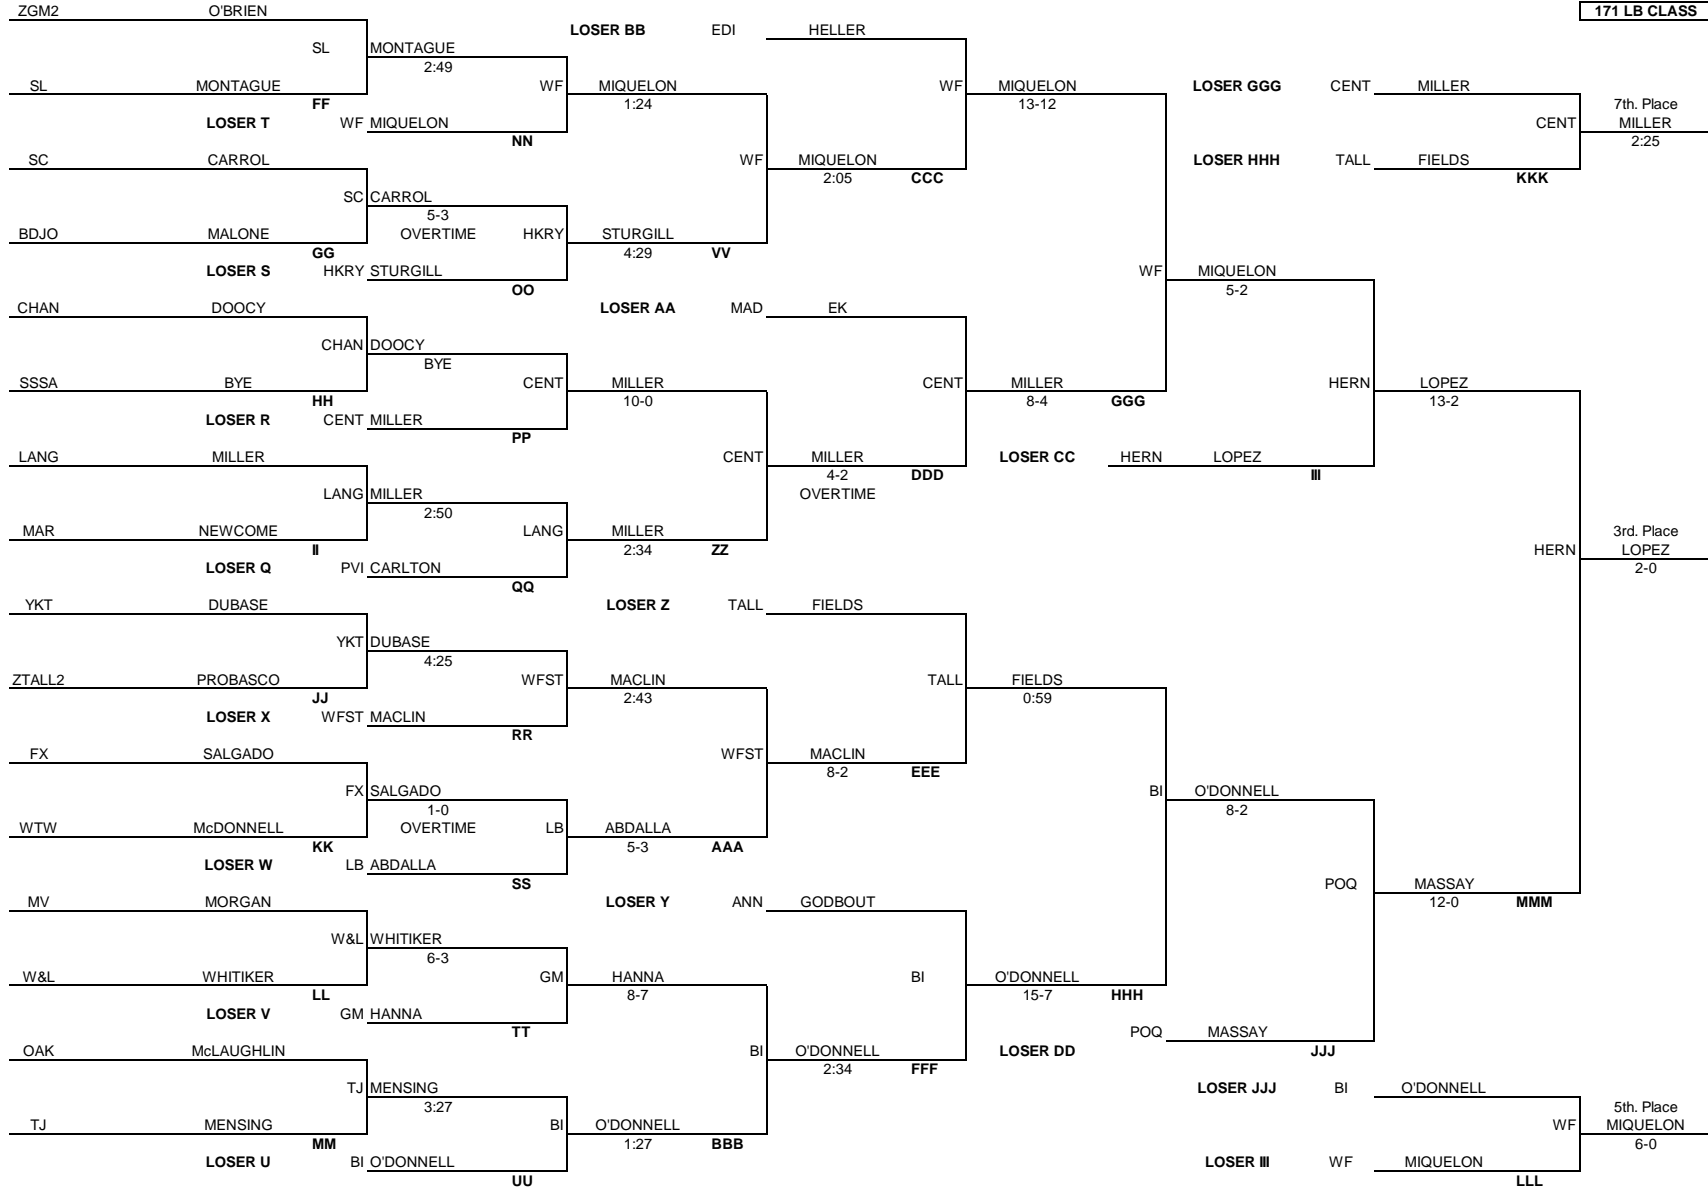 ZGM2 O'BRIEN 171 LB CLASS
LOSER BB EDI HELLER
SL MONTAGUE
2:49
SL MONTAGUE WF MIQUELON WF MIQUELON LOSER GGG CENT MILLER
FF 1:24 13-12 7th. Place
LOSER T WF MIQUELON CENT MILLER
NN 2:25
SC CARROL WF MIQUELON LOSER HHH TALL FIELDS
2:05 CCC KKK
SC CARROL
5-3
BDJO MALONE OVERTIME HKRY STURGILL
GG 4:29 VV
LOSER S HKRY STURGILL WF MIQUELON
OO 5-2
CHAN DOOCY LOSER AA MAD EK
CHAN DOOCY
BYE
SSSA BYE CENT MILLER CENT MILLER HERN LOPEZ
HH 10-0 8-4 GGG 13-2
LOSER R CENT MILLER
PP
LANG MILLER CENT MILLER LOSER CC HERN LOPEZ
4-2 DDD III
LANG MILLER OVERTIME
2:50
MAR NEWCOME LANG MILLER 3rd. Place
II 2:34 ZZ HERN LOPEZ
LOSER Q PVI CARLTON 2-0
QQ
YKT DUBASE LOSER Z TALL FIELDS
YKT DUBASE
4:25
ZTALL2 PROBASCO WFST MACLIN TALL FIELDS
JJ 2:43 0:59
LOSER X WFST MACLIN
RR
FX SALGADO WFST MACLIN
8-2 EEE
FX SALGADO BI O'DONNELL
1-0 8-2
WTW McDONNELL OVERTIME LB ABDALLA
KK 5-3 AAA
LOSER W LB ABDALLA
SS POQ MASSAY
MV MORGAN LOSER Y ANN GODBOUT 12-0 MMM
W&L WHITIKER
6-3
W&L WHITIKER GM HANNA BI O'DONNELL
LL 8-7 15-7 HHH
LOSER V GM HANNA
TT POQ MASSAY
OAK McLAUGHLIN BI O'DONNELL LOSER DD JJJ
2:34 FFF
TJ MENSING LOSER JJJ BI O'DONNELL
3:27 5th. Place
TJ MENSING BI O'DONNELL WF MIQUELON
MM 1:27 BBB 6-0
LOSER U BI O'DONNELL LOSER III WF MIQUELON
UU LLL